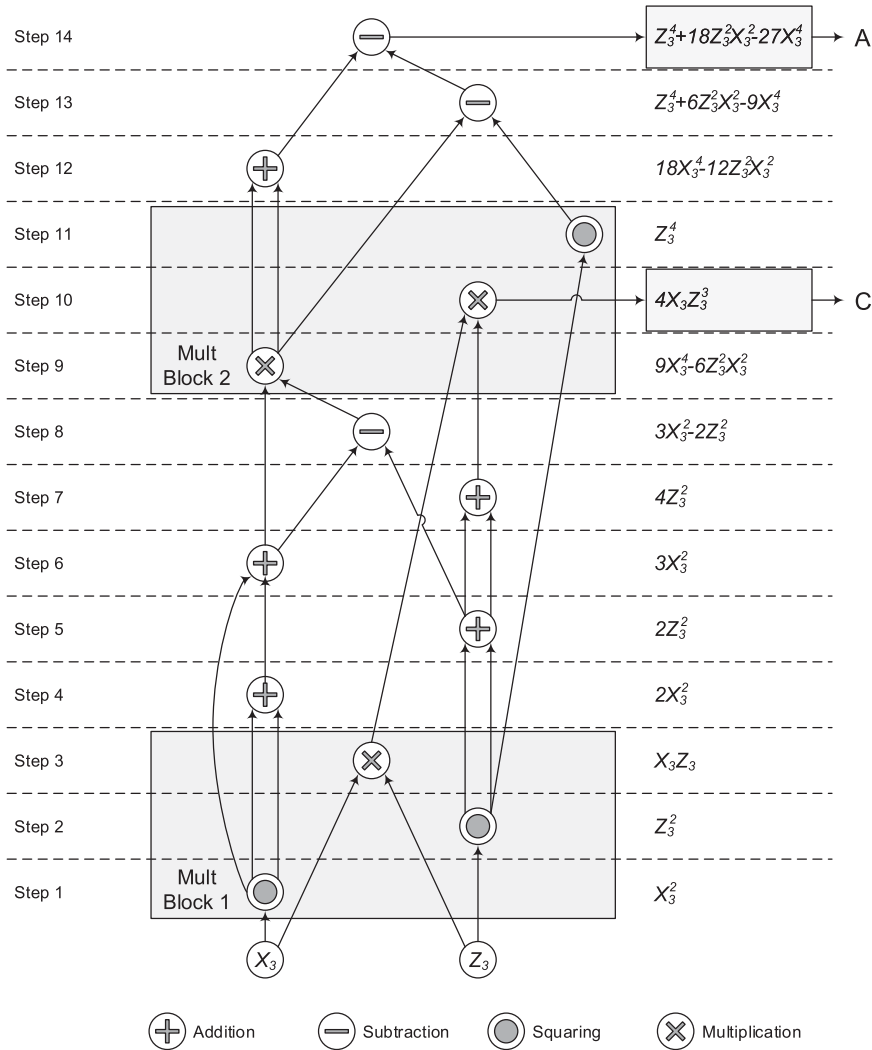 Step 14 Z₃⁴+18Z₃²X₃²-27X₃⁴ A
Step 13 Z₃⁴+6Z₃²X₃²-9X₃⁴
Step 12 18X₃⁴-12Z₃²X₃²
Step 11 Z₃⁴
Step 10 4X₃Z₃³ C
Mult
Block 2
Step 9 9X₃⁴-6Z₃²X₃²
Step 8 3X₃²-2Z₃²
Step 7 4Z₃²
Step 6 3X₃²
Step 5 2Z₃²
Step 4 2X₃²
Step 3 X₃Z₃
Step 2 Z₃²
Mult
Block 1
Step 1 X₃²
X₃ Z₃
Addition Subtraction Squaring Multiplication